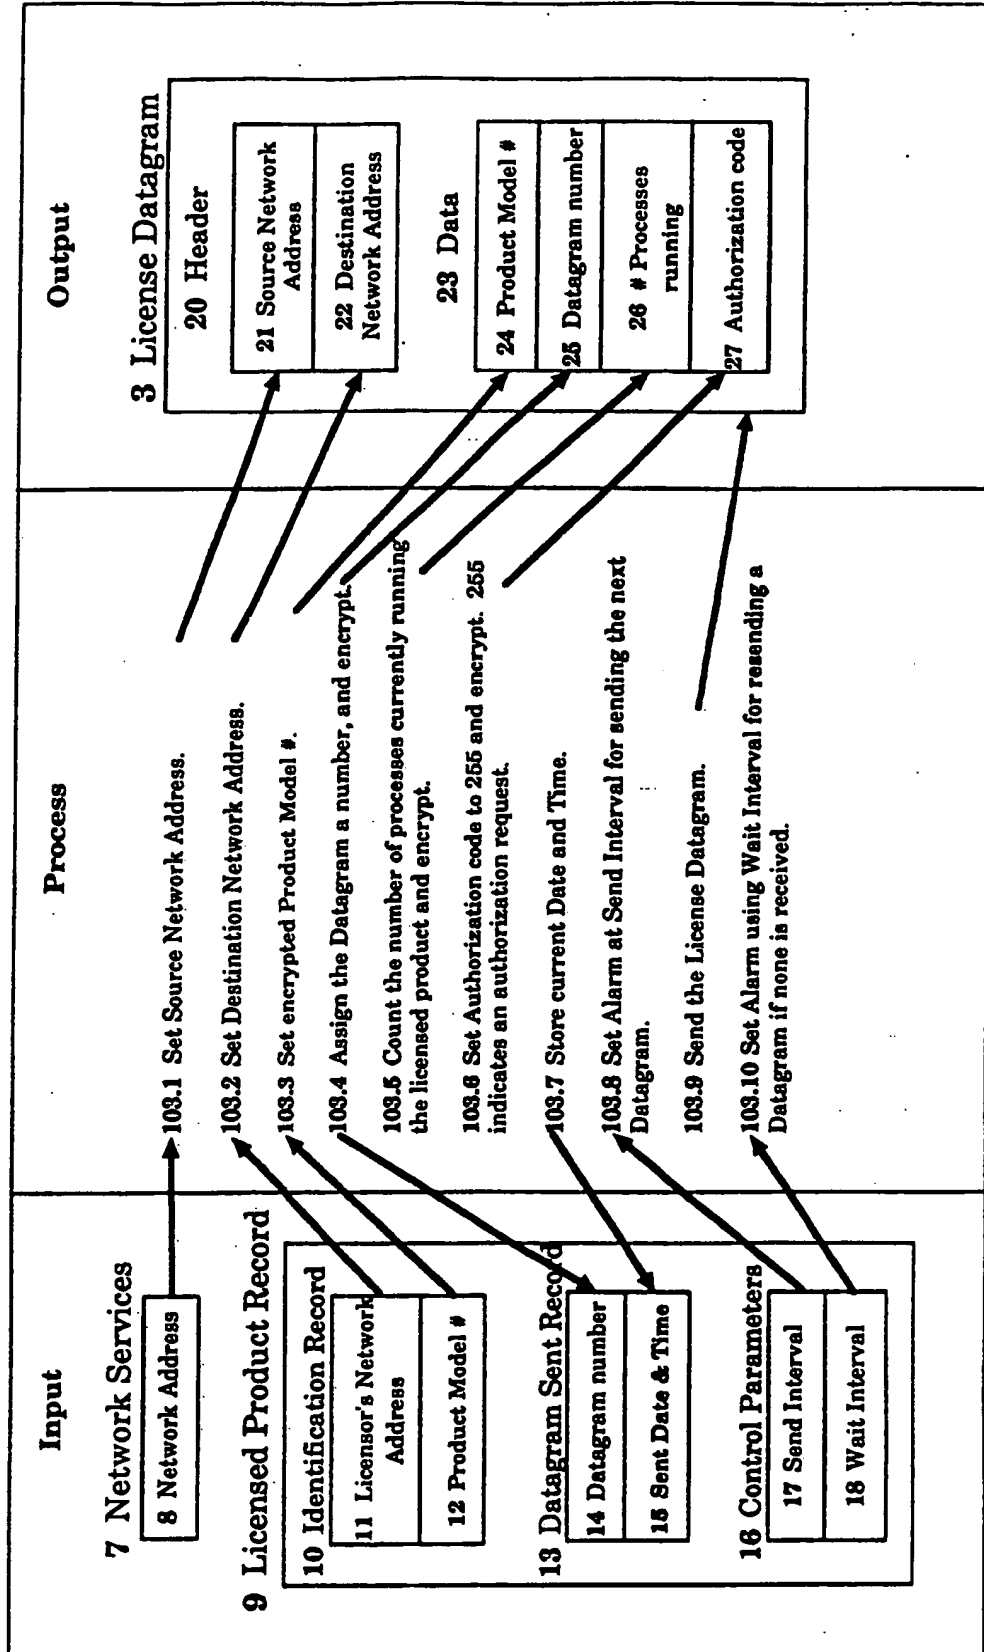 Input
7 Network Services
8 Network Address
9 Licensed Product Record
10 Identification Record
11 Licensor's Network
Address
12 Product Model #
13 Datagram Sent Record
14 Datagram number
15 Sent Date & Time
16 Control Parameters
17 Send Interval
18 Wait Interval
Process
103.1 Set Source Network Address.
103.2 Set Destination Network Address.
103.3 Set encrypted Product Model #.
103.4 Assign the Datagram a number, and encrypt.
103.5 Count the number of processes currently running
the licensed product and encrypt.
103.6 Set Authorization code to 255 and encrypt. 255
indicates an authorization request.
103.7 Store current Date and Time.
103.8 Set Alarm at Send Interval for sending the next
Datagram.
103.9 Send the License Datagram.
103.10 Set Alarm using Wait Interval for resending a
Datagram if none is received.
Output
3 License Datagram
20 Header
21 Source Network
Address
22 Destination
Network Address
23 Data
24 Product Model #
25 Datagram number
26 # Processes
running
27 Authorization code